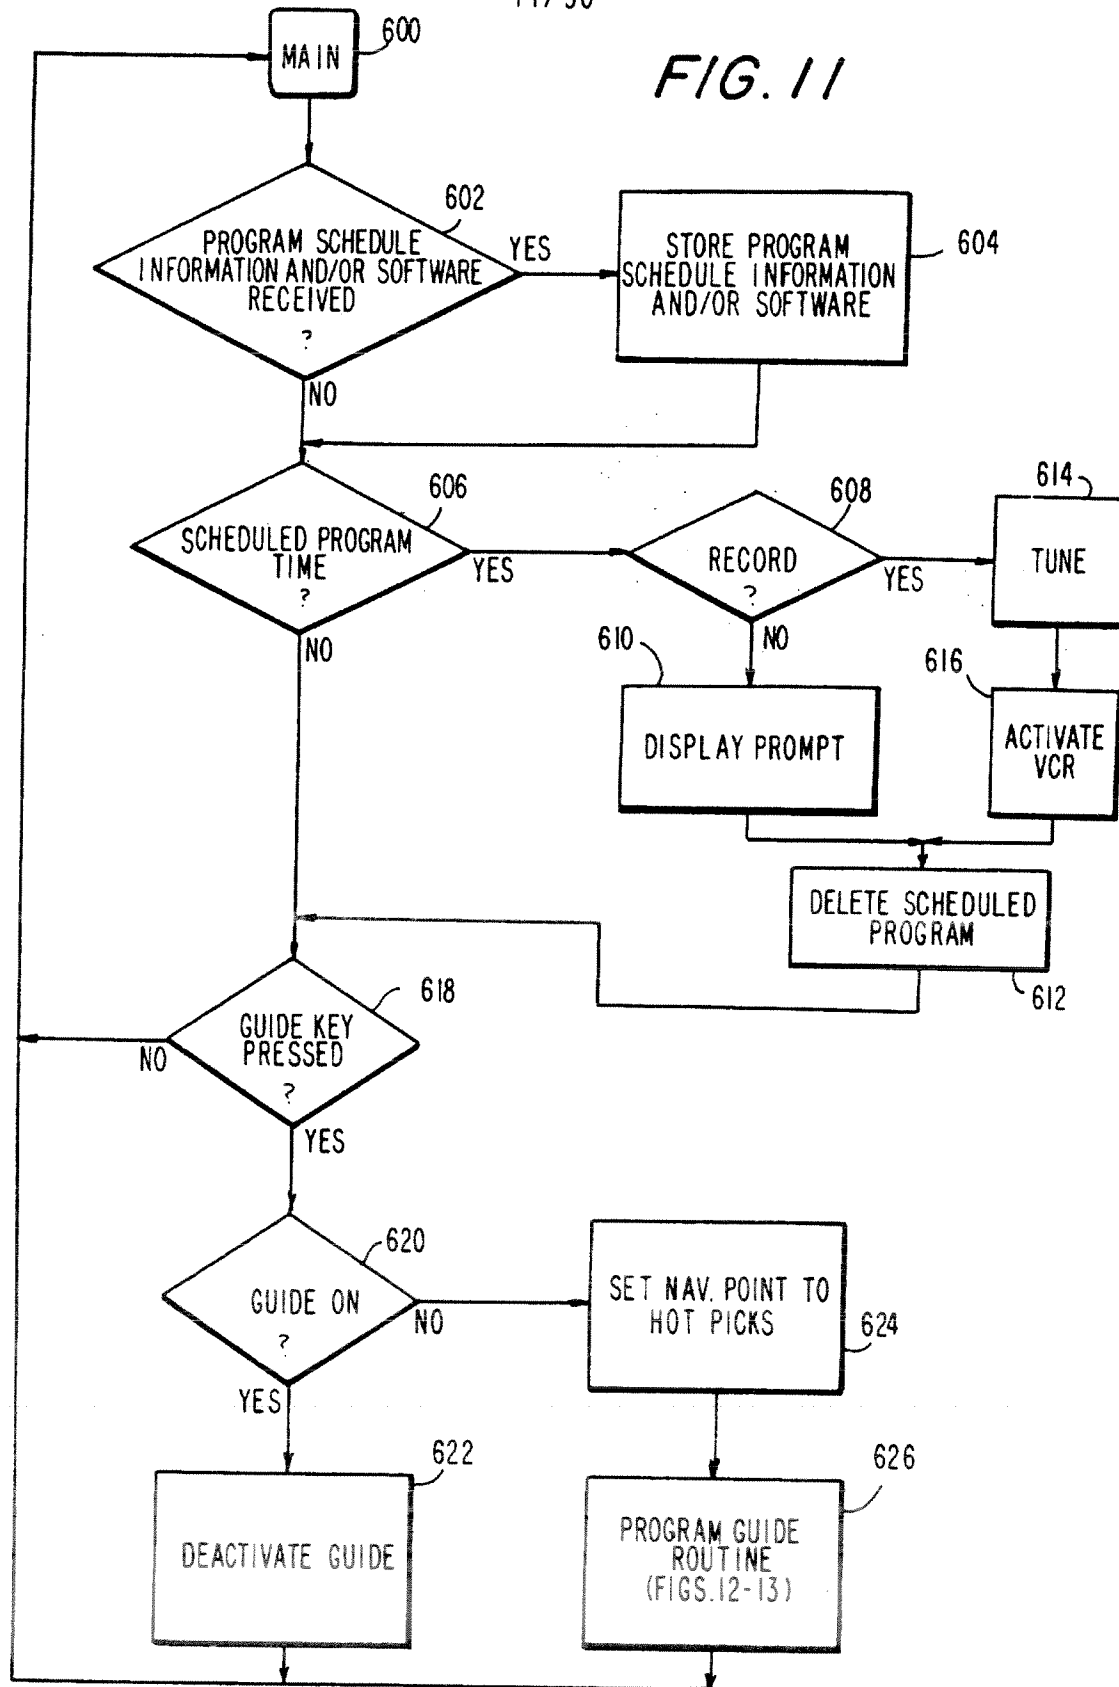 FIG. 11
MAIN
600
602
PROGRAM SCHEDULE
INFORMATION AND/OR SOFTWARE
RECEIVED
?
YES
NO
STORE PROGRAM
SCHEDULE INFORMATION
AND/OR SOFTWARE
604
606
SCHEDULED PROGRAM
TIME
?
YES
NO
608
RECORD
?
YES
NO
614
TUNE
610
DISPLAY PROMPT
616
ACTIVATE
VCR
DELETE SCHEDULED
PROGRAM
612
618
GUIDE KEY
PRESSED
?
NO
YES
620
GUIDE ON
?
NO
YES
SET NAV. POINT TO
HOT PICKS
624
622
DEACTIVATE GUIDE
626
PROGRAM GUIDE
ROUTINE
(FIGS.12-13)